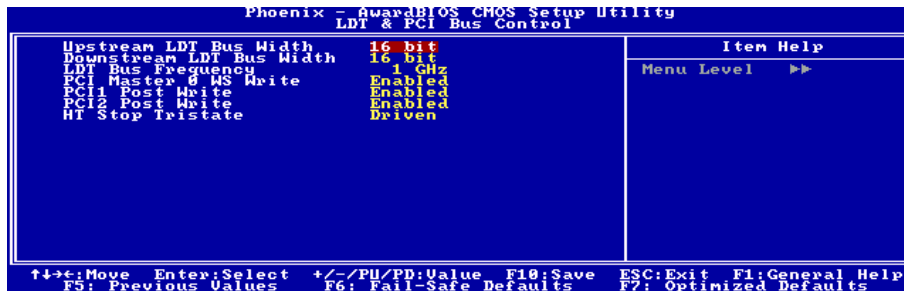 Phoenix - AwardBIOS CMOS Setup Utility
LDT & PCI Bus Control
Upstream LDT Bus Width 16 bit
Downstream LDT Bus Width 16 bit
LDT Bus Frequency 1 GHz
PCI Master 0 WS Write Enabled
PCI1 Post Write Enabled
PCI2 Post Write Enabled
HT Stop Tristate Driven
Item Help
Menu Level ▶▶
↑↓→←:Move Enter:Select +/-/PU/PD:Value F10:Save ESC:Exit F1:General Help
F5: Previous Values F6: Fail-Safe Defaults F7: Optimized Defaults